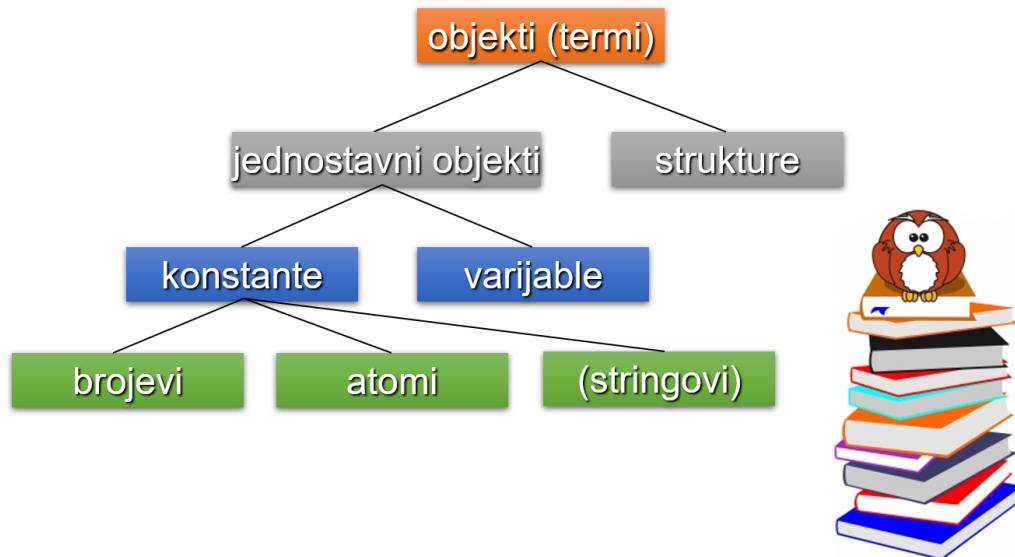 objekti (termi)
jednostavni objekti
strukture
konstante
varijable
brojevi
atomi
(stringovi)